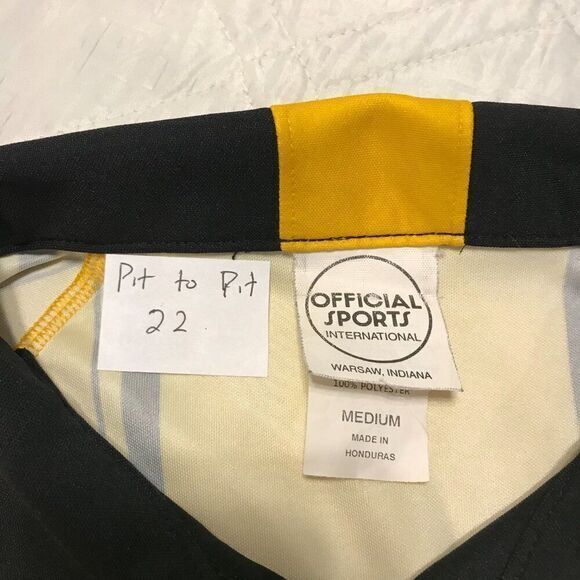 Pit to Pit
22
OFFICIAL
SPORTS
INTERNATIONAL
WARSAW, INDIANA
100% POLYESTER
MEDIUM
MADE IN
HONDURAS